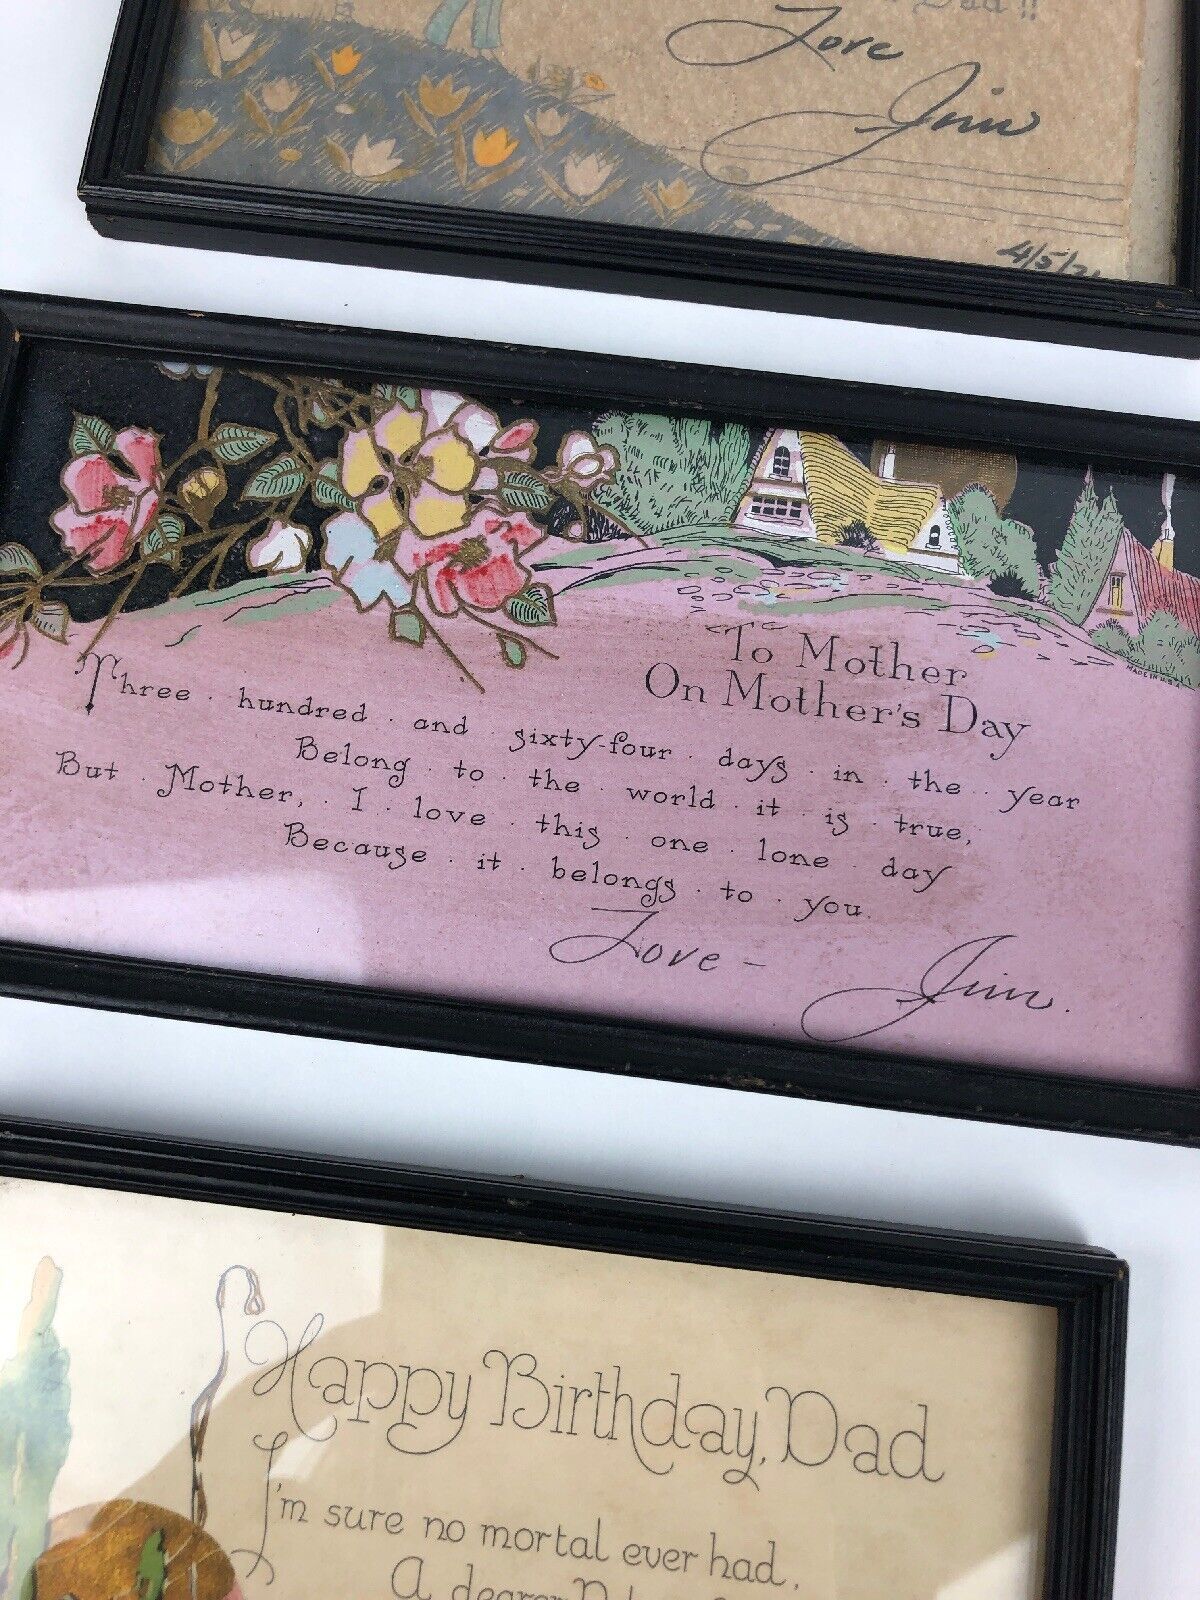 Dad!!
Love
Jim
4/5/2
To Mother
On Mother's Day
MADE IN U.S.A.
Three hundred and sixty-four days in the year
Belong to the world it is true,
But Mother, I love this one lone day
Because it belongs to you.
Love -
Jim.
Happy Birthday, Dad
I'm sure no mortal ever had,
A dearer